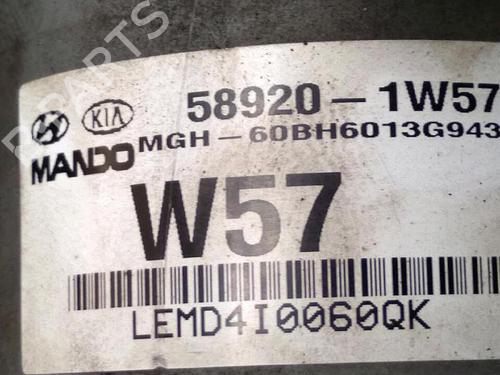 58920-1W57
KIA
MGH-60BH6013G943
MANDO
W57
LEMD4I0060QK